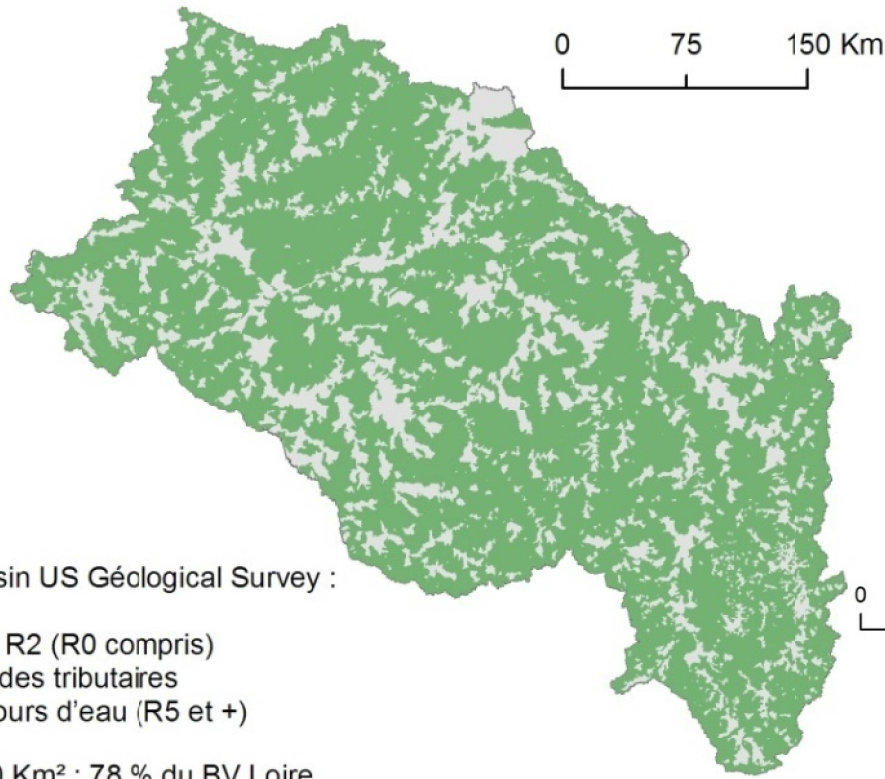 0 75 150 Km
sin US Géological Survey :
0
R2 (R0 compris)
des tributaires
ours d'eau (R5 et +)
Km² : 78 % du BV Loire